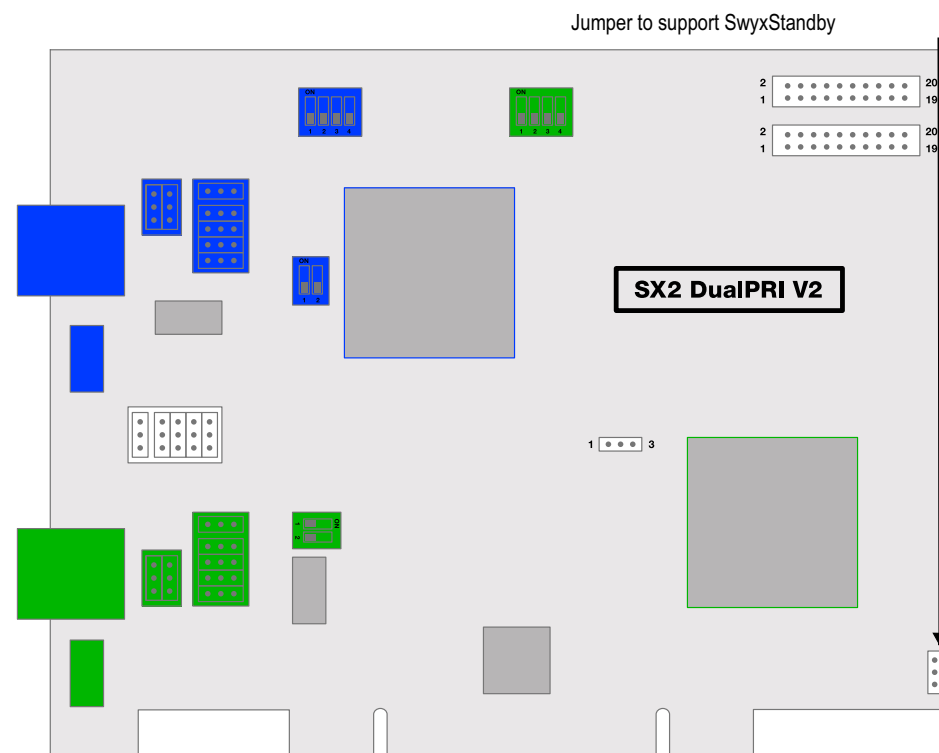 Jumper to support SwyxStandby
2 20
1 19
ON
1 2 3 4
ON
1 2 3 4
2 20
1 19
ON
1 2
SX2 DualPRI V2
1 3
1 ON
2